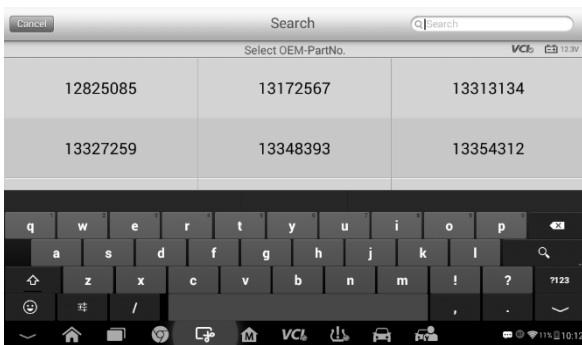 Cancel Search Search
Select OEM-PartNo. VCI 12.3V
12825085 13172567 13313134
13327259 13348393 13354312
q w e r t y u i o p
a s d f g h j k l
z x c v b n m ! ? ?123
/ , .
M VCI 11% 10:12